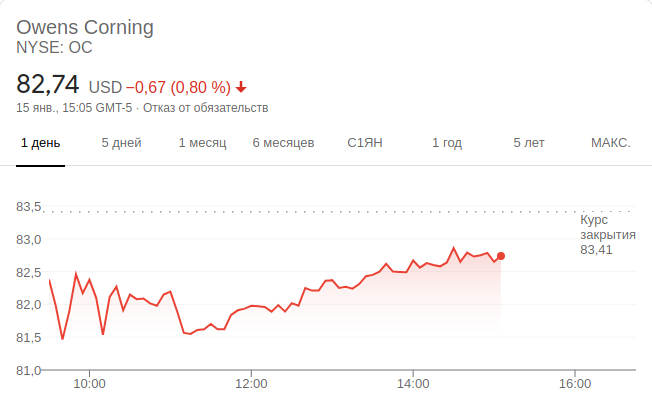 Owens Corning
NYSE: OC
82,74 USD −0,67 (0,80 %)
15 янв., 15:05 GMT-5 · Отказ от обязательств
1 день 5 дней 1 месяц 6 месяцев С1ЯН 1 год 5 лет МАКС.
83,5
Курс
закрытия
83,41
83,0
82,5
82,0
81,5
81,0
10:00 12:00 14:00 16:00